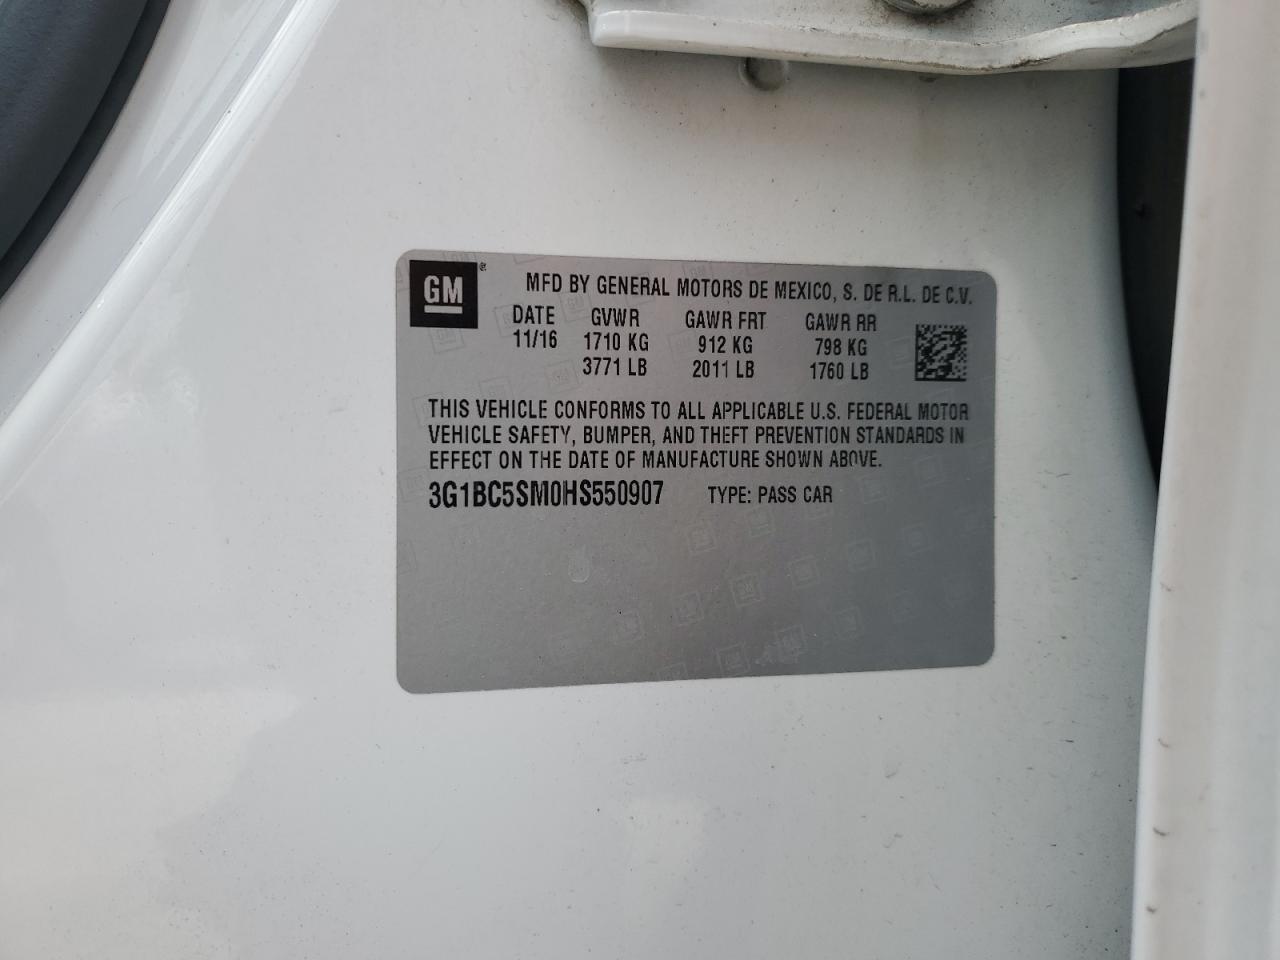 GM ®
MFD BY GENERAL MOTORS DE MEXICO, S. DE R.L. DE C.V.
DATE GVWR GAWR FRT GAWR RR
11/16 1710 KG 912 KG 798 KG
3771 LB 2011 LB 1760 LB
THIS VEHICLE CONFORMS TO ALL APPLICABLE U.S. FEDERAL MOTOR
VEHICLE SAFETY, BUMPER, AND THEFT PREVENTION STANDARDS IN
EFFECT ON THE DATE OF MANUFACTURE SHOWN ABOVE.
3G1BC5SM0HS550907 TYPE: PASS CAR